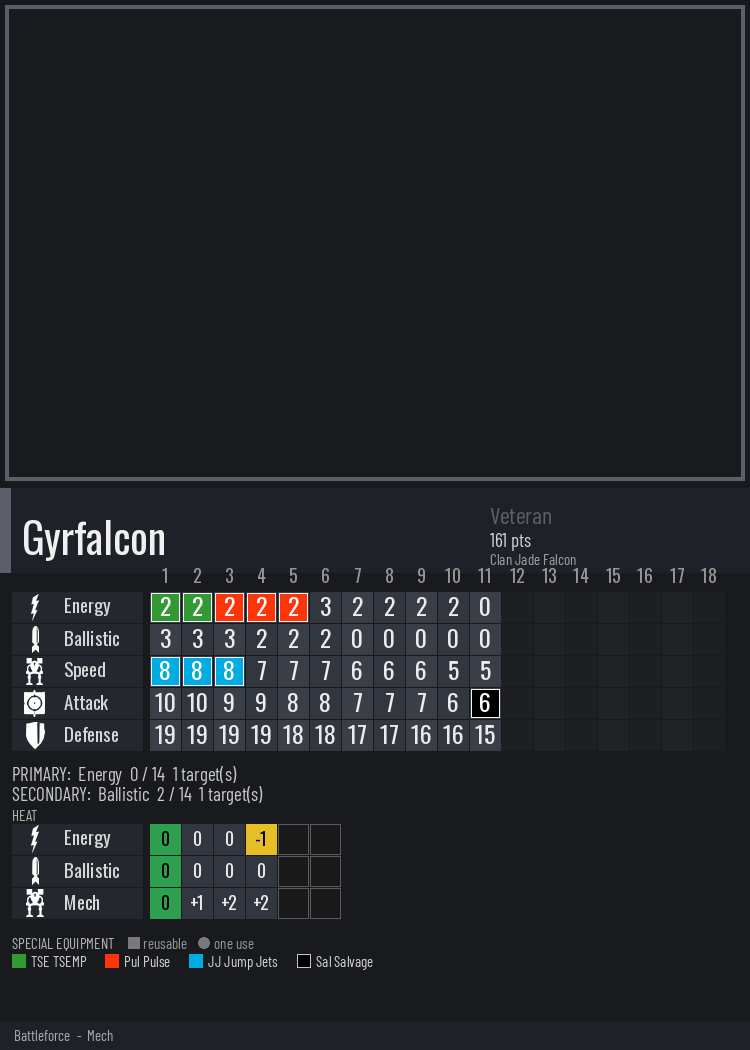 Gyrfalcon
Veteran
161 pts
Clan Jade Falcon
1 2 3 4 5 6 7 8 9 10 11 12 13 14 15 16 17 18
Energy 2 2 2 2 2 3 2 2 2 2 0
Ballistic 3 3 3 2 2 2 0 0 0 0 0
Speed 8 8 8 7 7 7 6 6 6 5 5
Attack 10 10 9 9 8 8 7 7 7 6 6
Defense 19 19 19 19 18 18 17 17 16 16 15
PRIMARY: Energy 0 / 14 1 target(s)
SECONDARY: Ballistic 2 / 14 1 target(s)
HEAT
Energy 0 0 0 -1
Ballistic 0 0 0 0
Mech 0 +1 +2 +2
SPECIAL EQUIPMENT reusable one use
TSE TSEMP Pul Pulse JJ Jump Jets Sal Salvage
Battleforce - Mech